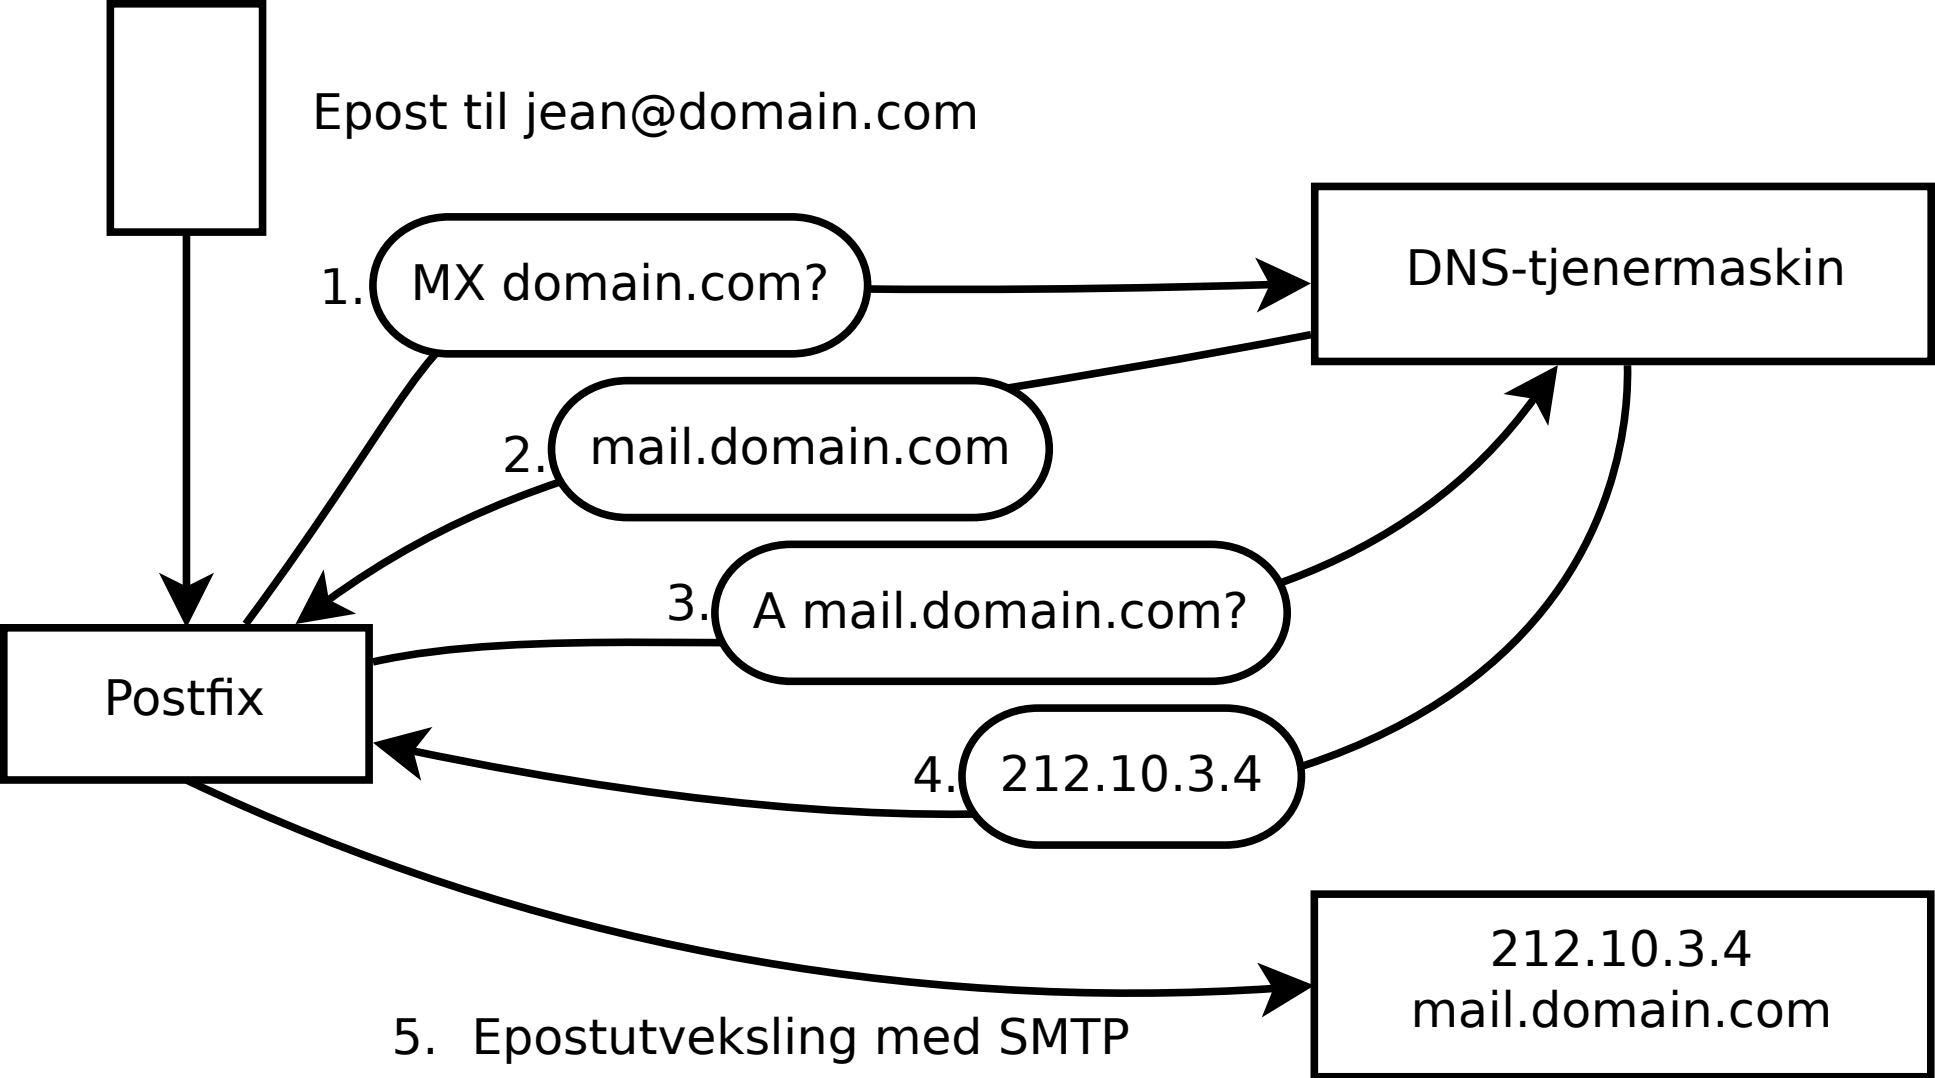 Epost til jean@domain.com
1. MX domain.com?
DNS-tjenermaskin
2. mail.domain.com
3. A mail.domain.com?
Postfix
4. 212.10.3.4
212.10.3.4
mail.domain.com
5. Epostutveksling med SMTP